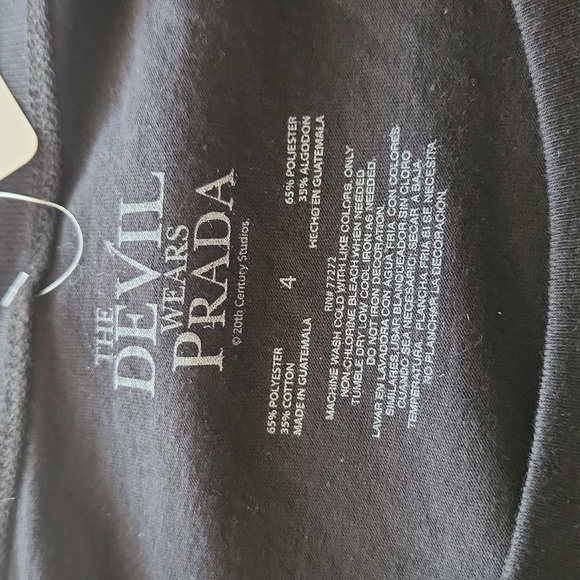 THE
DEVIL
WEARS
PRADA
© 20th Century Studios.
4
65% POLYESTER
35% COTTON
MADE IN GUATEMALA
65% POLIESTER
35% ALGODON
HECHO EN GUATEMALA
RN# 77272
MACHINE WASH COLD WITH LIKE COLORS. ONLY
NON-CHLORINE BLEACH WHEN NEEDED
TUMBLE DRY LOW. COOL IRON AS NEEDED.
DO NOT IRON DECORATION.
LAVAR EN LAVADORA CON AGUA FRIA CON COLORES
SIMILARES. USAR BLANQUEADOR SIN CLORO
CUANDO SEA NECESARIO; SECAR A BAJA
TEMPERATURA. PLANCHA FRIA SI SE NECESITA.
NO PLANCHAR LA DECORACION.